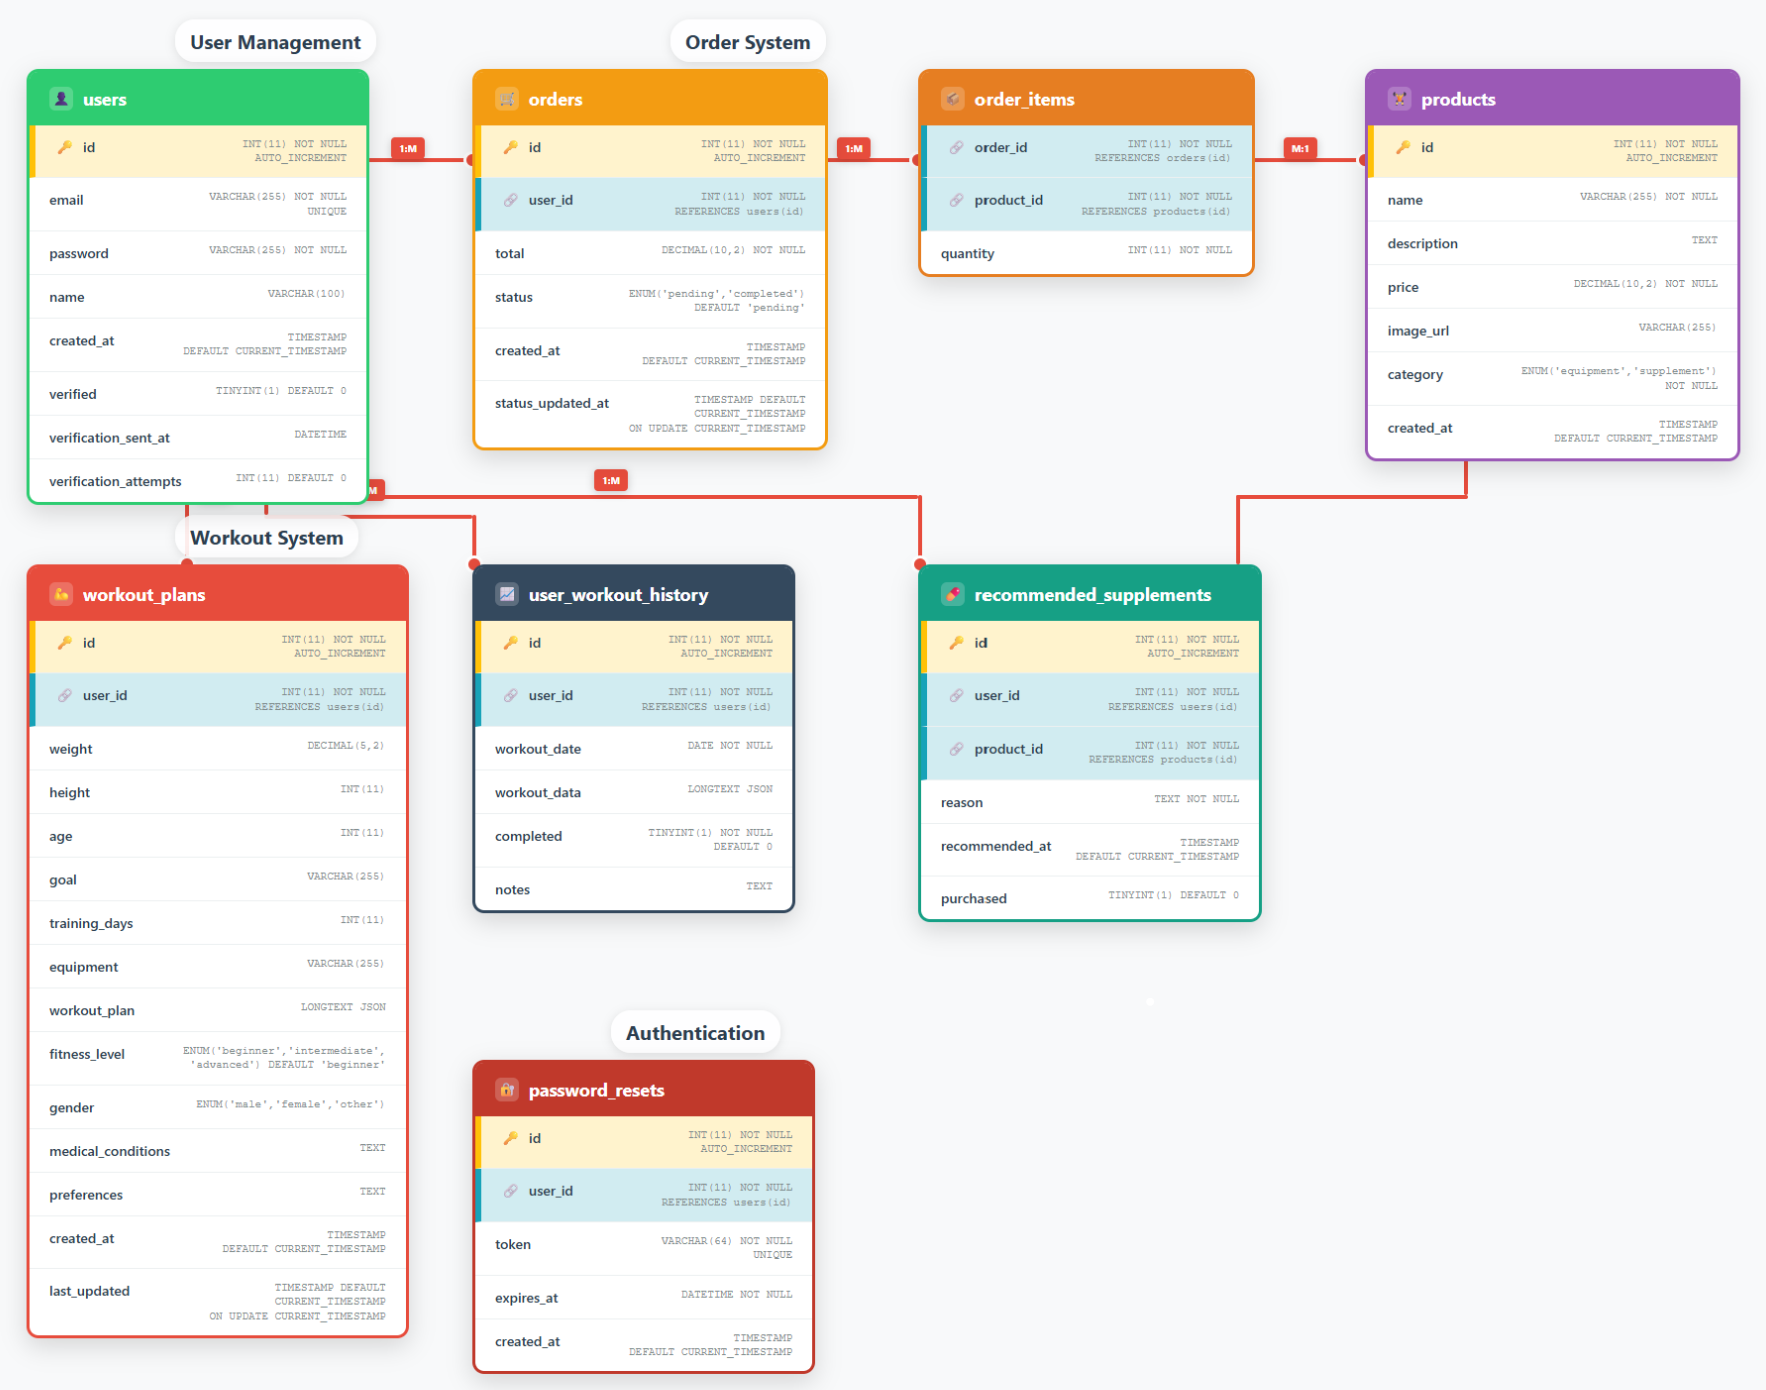 User Management
Order System
users
id INT(11) NOT NULL
AUTO_INCREMENT
email VARCHAR(255) NOT NULL
UNIQUE
password VARCHAR(255) NOT NULL
name VARCHAR(100)
created_at TIMESTAMP
DEFAULT CURRENT_TIMESTAMP
verified TINYINT(1) DEFAULT 0
verification_sent_at DATETIME
verification_attempts INT(11) DEFAULT 0
1:M
orders
id INT(11) NOT NULL
AUTO_INCREMENT
user_id INT(11) NOT NULL
REFERENCES users(id)
total DECIMAL(10,2) NOT NULL
status ENUM('pending','completed')
DEFAULT 'pending'
created_at TIMESTAMP
DEFAULT CURRENT_TIMESTAMP
status_updated_at TIMESTAMP DEFAULT
CURRENT_TIMESTAMP
ON UPDATE CURRENT_TIMESTAMP
1:M
order_items
order_id INT(11) NOT NULL
REFERENCES orders(id)
product_id INT(11) NOT NULL
REFERENCES products(id)
quantity INT(11) NOT NULL
M:1
products
id INT(11) NOT NULL
AUTO_INCREMENT
name VARCHAR(255) NOT NULL
description TEXT
price DECIMAL(10,2) NOT NULL
image_url VARCHAR(255)
category ENUM('equipment','supplement')
NOT NULL
created_at TIMESTAMP
DEFAULT CURRENT_TIMESTAMP
M
1:M
Workout System
workout_plans
id INT(11) NOT NULL
AUTO_INCREMENT
user_id INT(11) NOT NULL
REFERENCES users(id)
weight DECIMAL(5,2)
height INT(11)
age INT(11)
goal VARCHAR(255)
training_days INT(11)
equipment VARCHAR(255)
workout_plan LONGTEXT JSON
fitness_level ENUM('beginner','intermediate',
'advanced') DEFAULT 'beginner'
gender ENUM('male','female','other')
medical_conditions TEXT
preferences TEXT
created_at TIMESTAMP
DEFAULT CURRENT_TIMESTAMP
last_updated TIMESTAMP DEFAULT
CURRENT_TIMESTAMP
ON UPDATE CURRENT_TIMESTAMP
user_workout_history
id INT(11) NOT NULL
AUTO_INCREMENT
user_id INT(11) NOT NULL
REFERENCES users(id)
workout_date DATE NOT NULL
workout_data LONGTEXT JSON
completed TINYINT(1) NOT NULL
DEFAULT 0
notes TEXT
recommended_supplements
id INT(11) NOT NULL
AUTO_INCREMENT
user_id INT(11) NOT NULL
REFERENCES users(id)
product_id INT(11) NOT NULL
REFERENCES products(id)
reason TEXT NOT NULL
recommended_at TIMESTAMP
DEFAULT CURRENT_TIMESTAMP
purchased TINYINT(1) DEFAULT 0
Authentication
password_resets
id INT(11) NOT NULL
AUTO_INCREMENT
user_id INT(11) NOT NULL
REFERENCES users(id)
token VARCHAR(64) NOT NULL
UNIQUE
expires_at DATETIME NOT NULL
created_at TIMESTAMP
DEFAULT CURRENT_TIMESTAMP